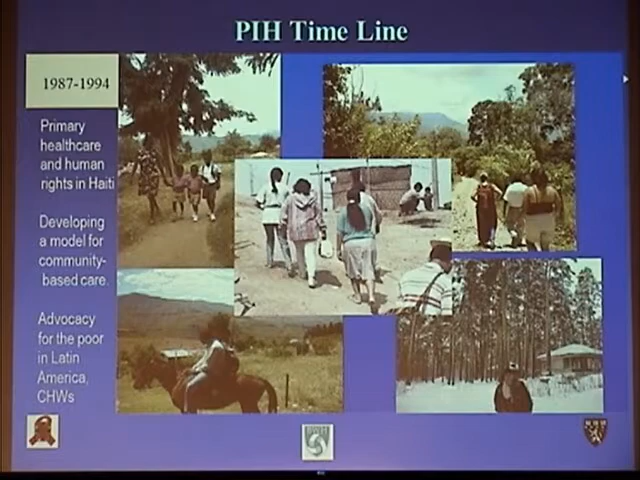 PIH Time Line
1987-1994
Primary
healthcare
and human
rights in Haiti
Developing
a model for
community-
based care.
Advocacy
for the poor
in Latin
America,
CHWs